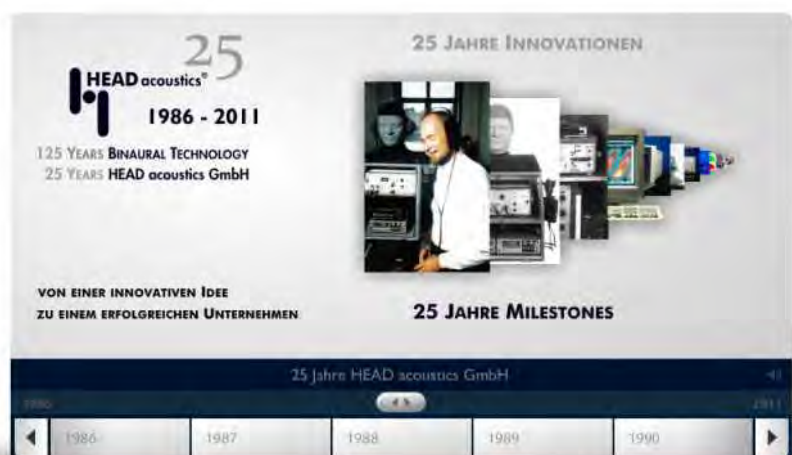 25
HEAD acoustics®
1986 - 2011
125 YEARS BINAURAL TECHNOLOGY
25 YEARS HEAD acoustics GmbH
VON EINER INNOVATIVEN IDEE
ZU EINEM ERFOLGREICHEN UNTERNEHMEN
25 JAHRE INNOVATIONEN
25 JAHRE MILESTONES
25 Jahre HEAD acoustics GmbH
1986 2011
1986 1987 1988 1989 1990